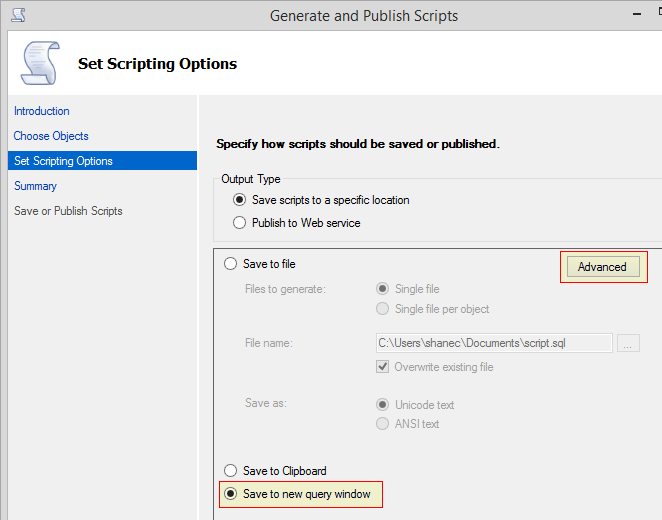 Generate and Publish Scripts
Set Scripting Options
Introduction
Choose Objects
Set Scripting Options
Summary
Save or Publish Scripts
Specify how scripts should be saved or published.
Output Type
Save scripts to a specific location
Publish to Web service
Save to file
Advanced
Files to generate:
Single file
Single file per object
File name:
C:\Users\shanec\Documents\script.sql
...
Overwrite existing file
Save as:
Unicode text
ANSI text
Save to Clipboard
Save to new query window